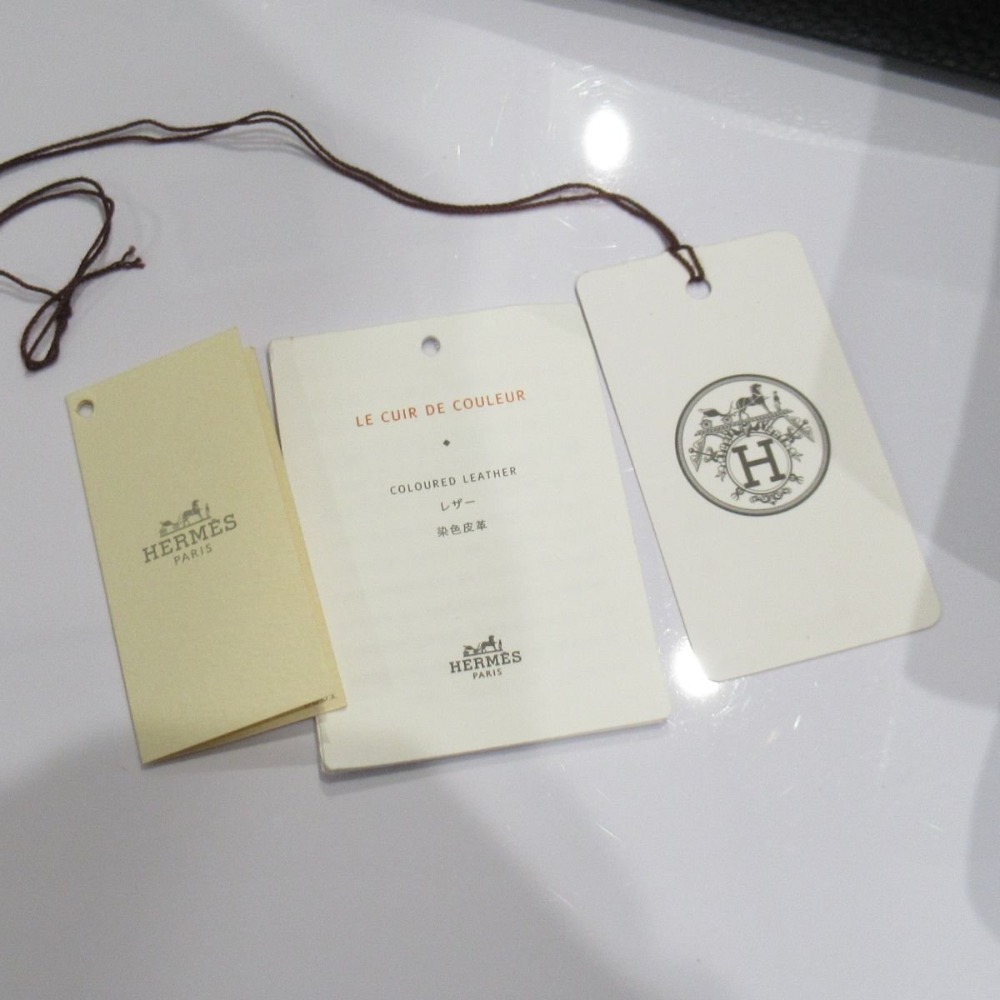 HERMÈS
PARIS
LE CUIR DE COULEUR
COLOURED LEATHER
レザー
染色皮革
HERMÈS
PARIS
H